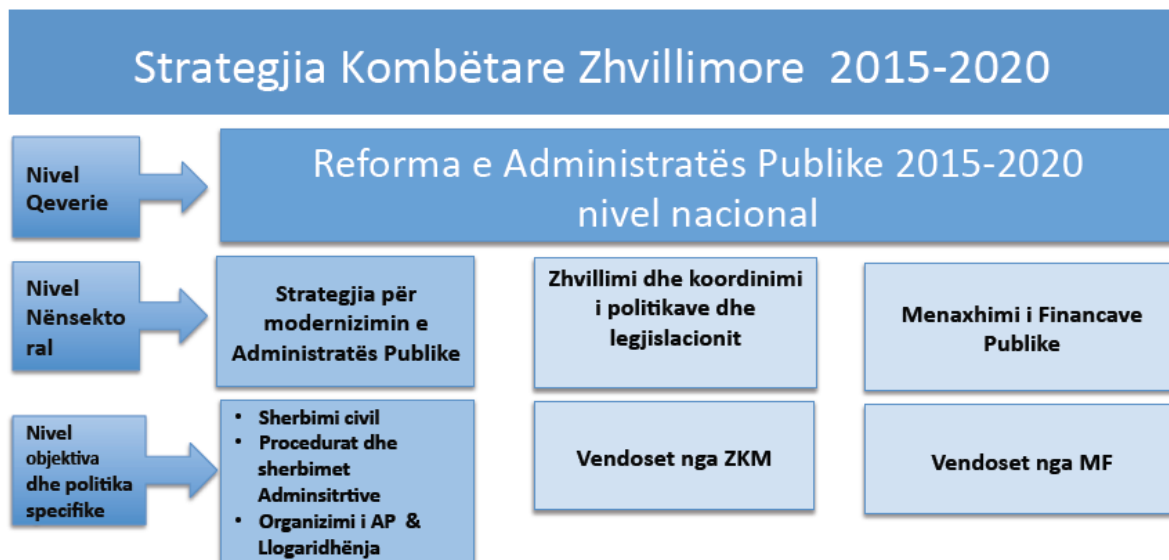 Strategjia Kombëtare Zhvillimore 2015-2020
Nivel
Qeverie
Reforma e Administratës Publike 2015-2020
nivel nacional
Nivel
Nënsekto
ral
Strategjia për
modernizimin e
Administratës Publike
Zhvillimi dhe koordinimi
i politikave dhe
legjislacionit
Menaxhimi i Financave
Publike
Nivel
objektiva
dhe politika
specifike
• Sherbimi civil
• Procedurat dhe
sherbimet
Adminsitrtive
• Organizimi i AP &
Llogaridhënja
Vendoset nga ZKM
Vendoset nga MF